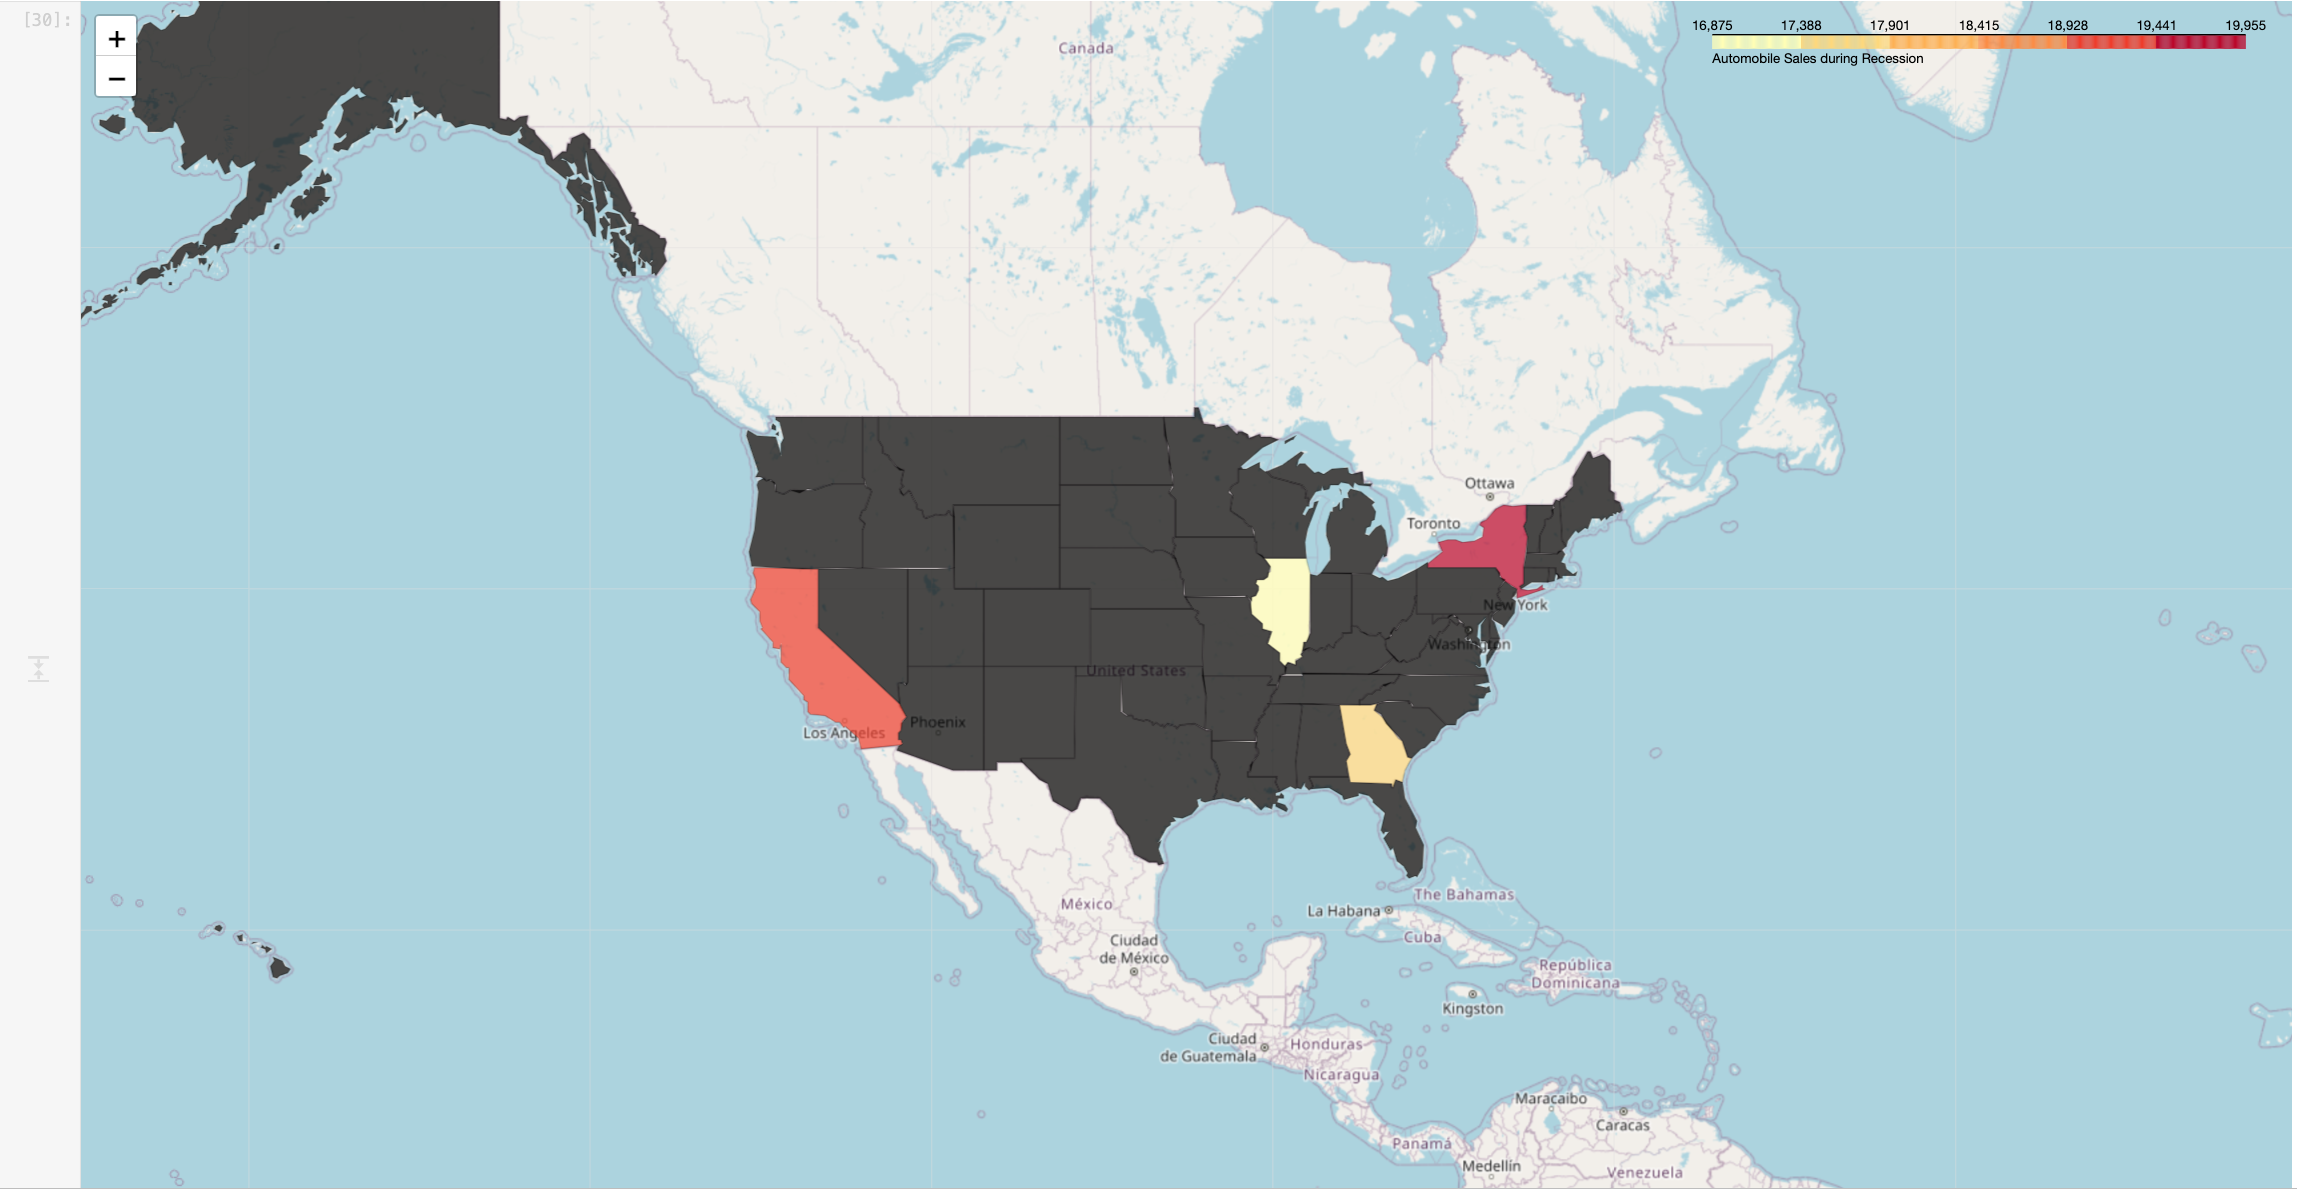 [30]:
+
−
16,875 17,388 17,901 18,415 18,928 19,441 19,955
Automobile Sales during Recession
Canada
Ottawa
Toronto
New York
Washington
United States
Phoenix
Los Angeles
The Bahamas
México
La Habana
Cuba
Ciudad
de México
República
Dominicana
Kingston
Ciudad
de Guatemala
Honduras
Nicaragua
Maracaibo
Caracas
Panamá
Medellín
Venezuela